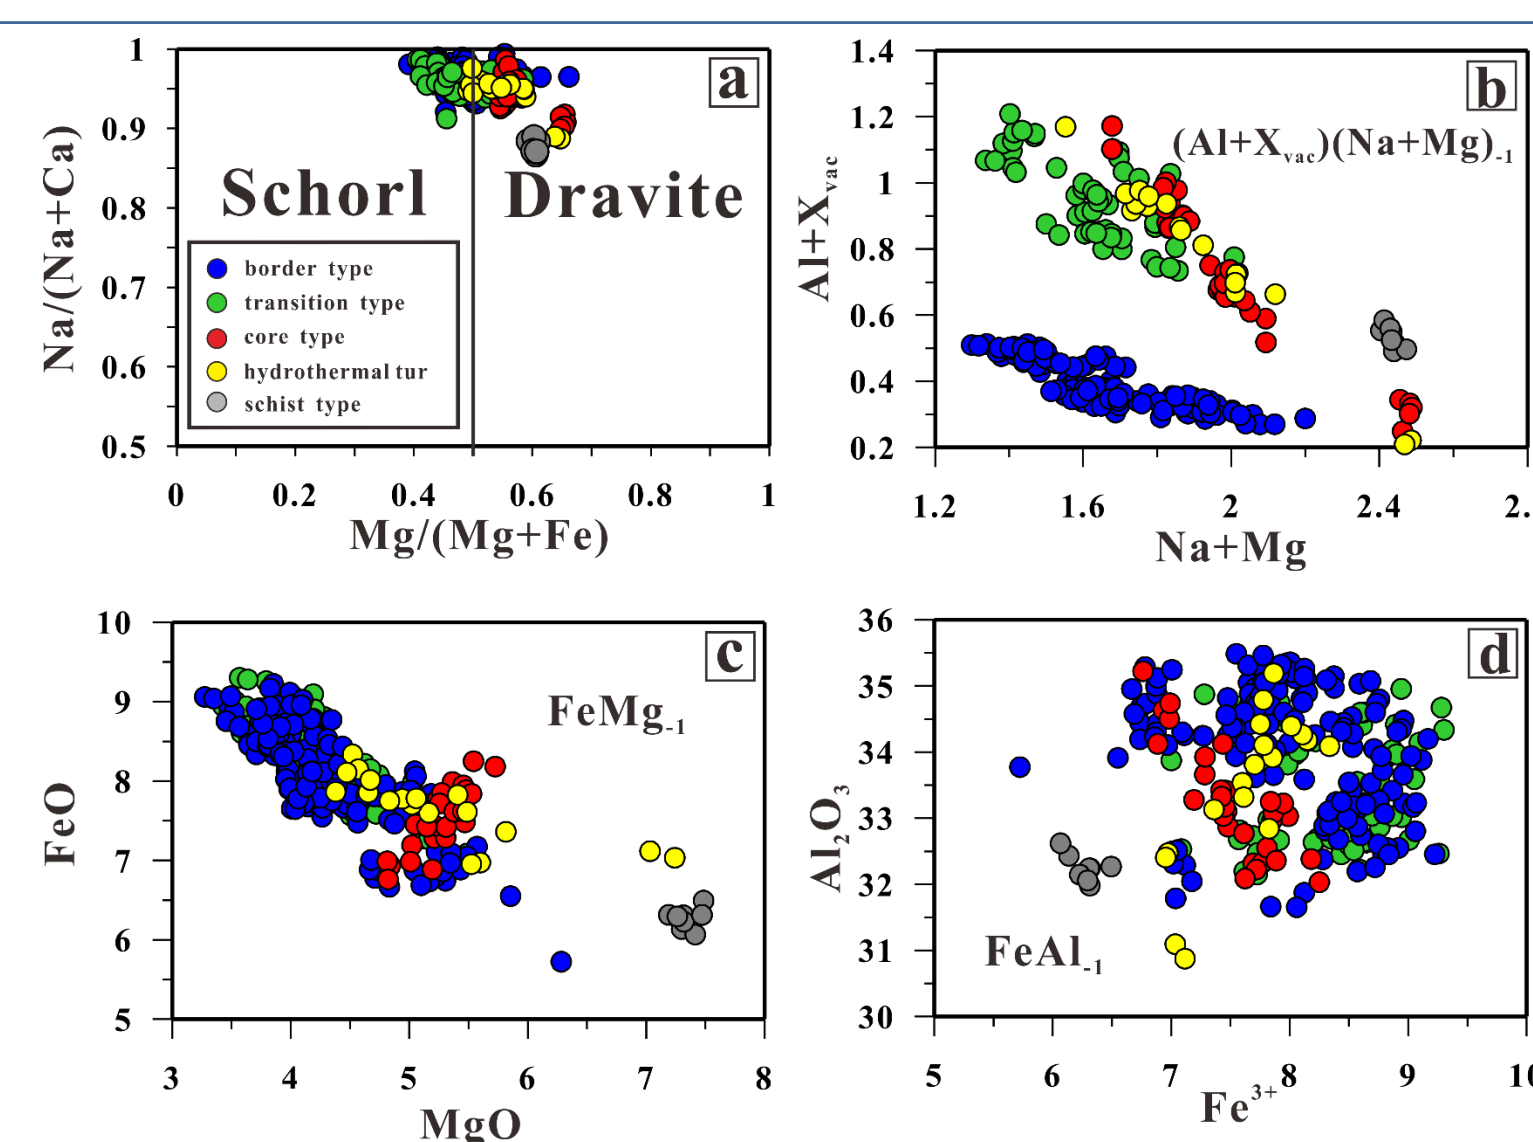 a
1
0.9
0.8
0.7
0.6
0.5
Na/(Na+Ca)
Schorl
Dravite
border type
transition type
core type
hydrothermal tur
schist type
0 0.2 0.4 0.6 0.8 1
Mg/(Mg+Fe)
b
1.4
1.2
1
0.8
0.6
0.4
0.2
Al+Xvac
(Al+Xvac)(Na+Mg)-1
1.2 1.6 2 2.4 2.
Na+Mg
c
10
9
8
7
6
5
FeO
FeMg-1
3 4 5 6 7 8
MgO
d
36
35
34
33
32
31
30
Al2O3
FeAl-1
5 6 7 8 9 10
Fe3+